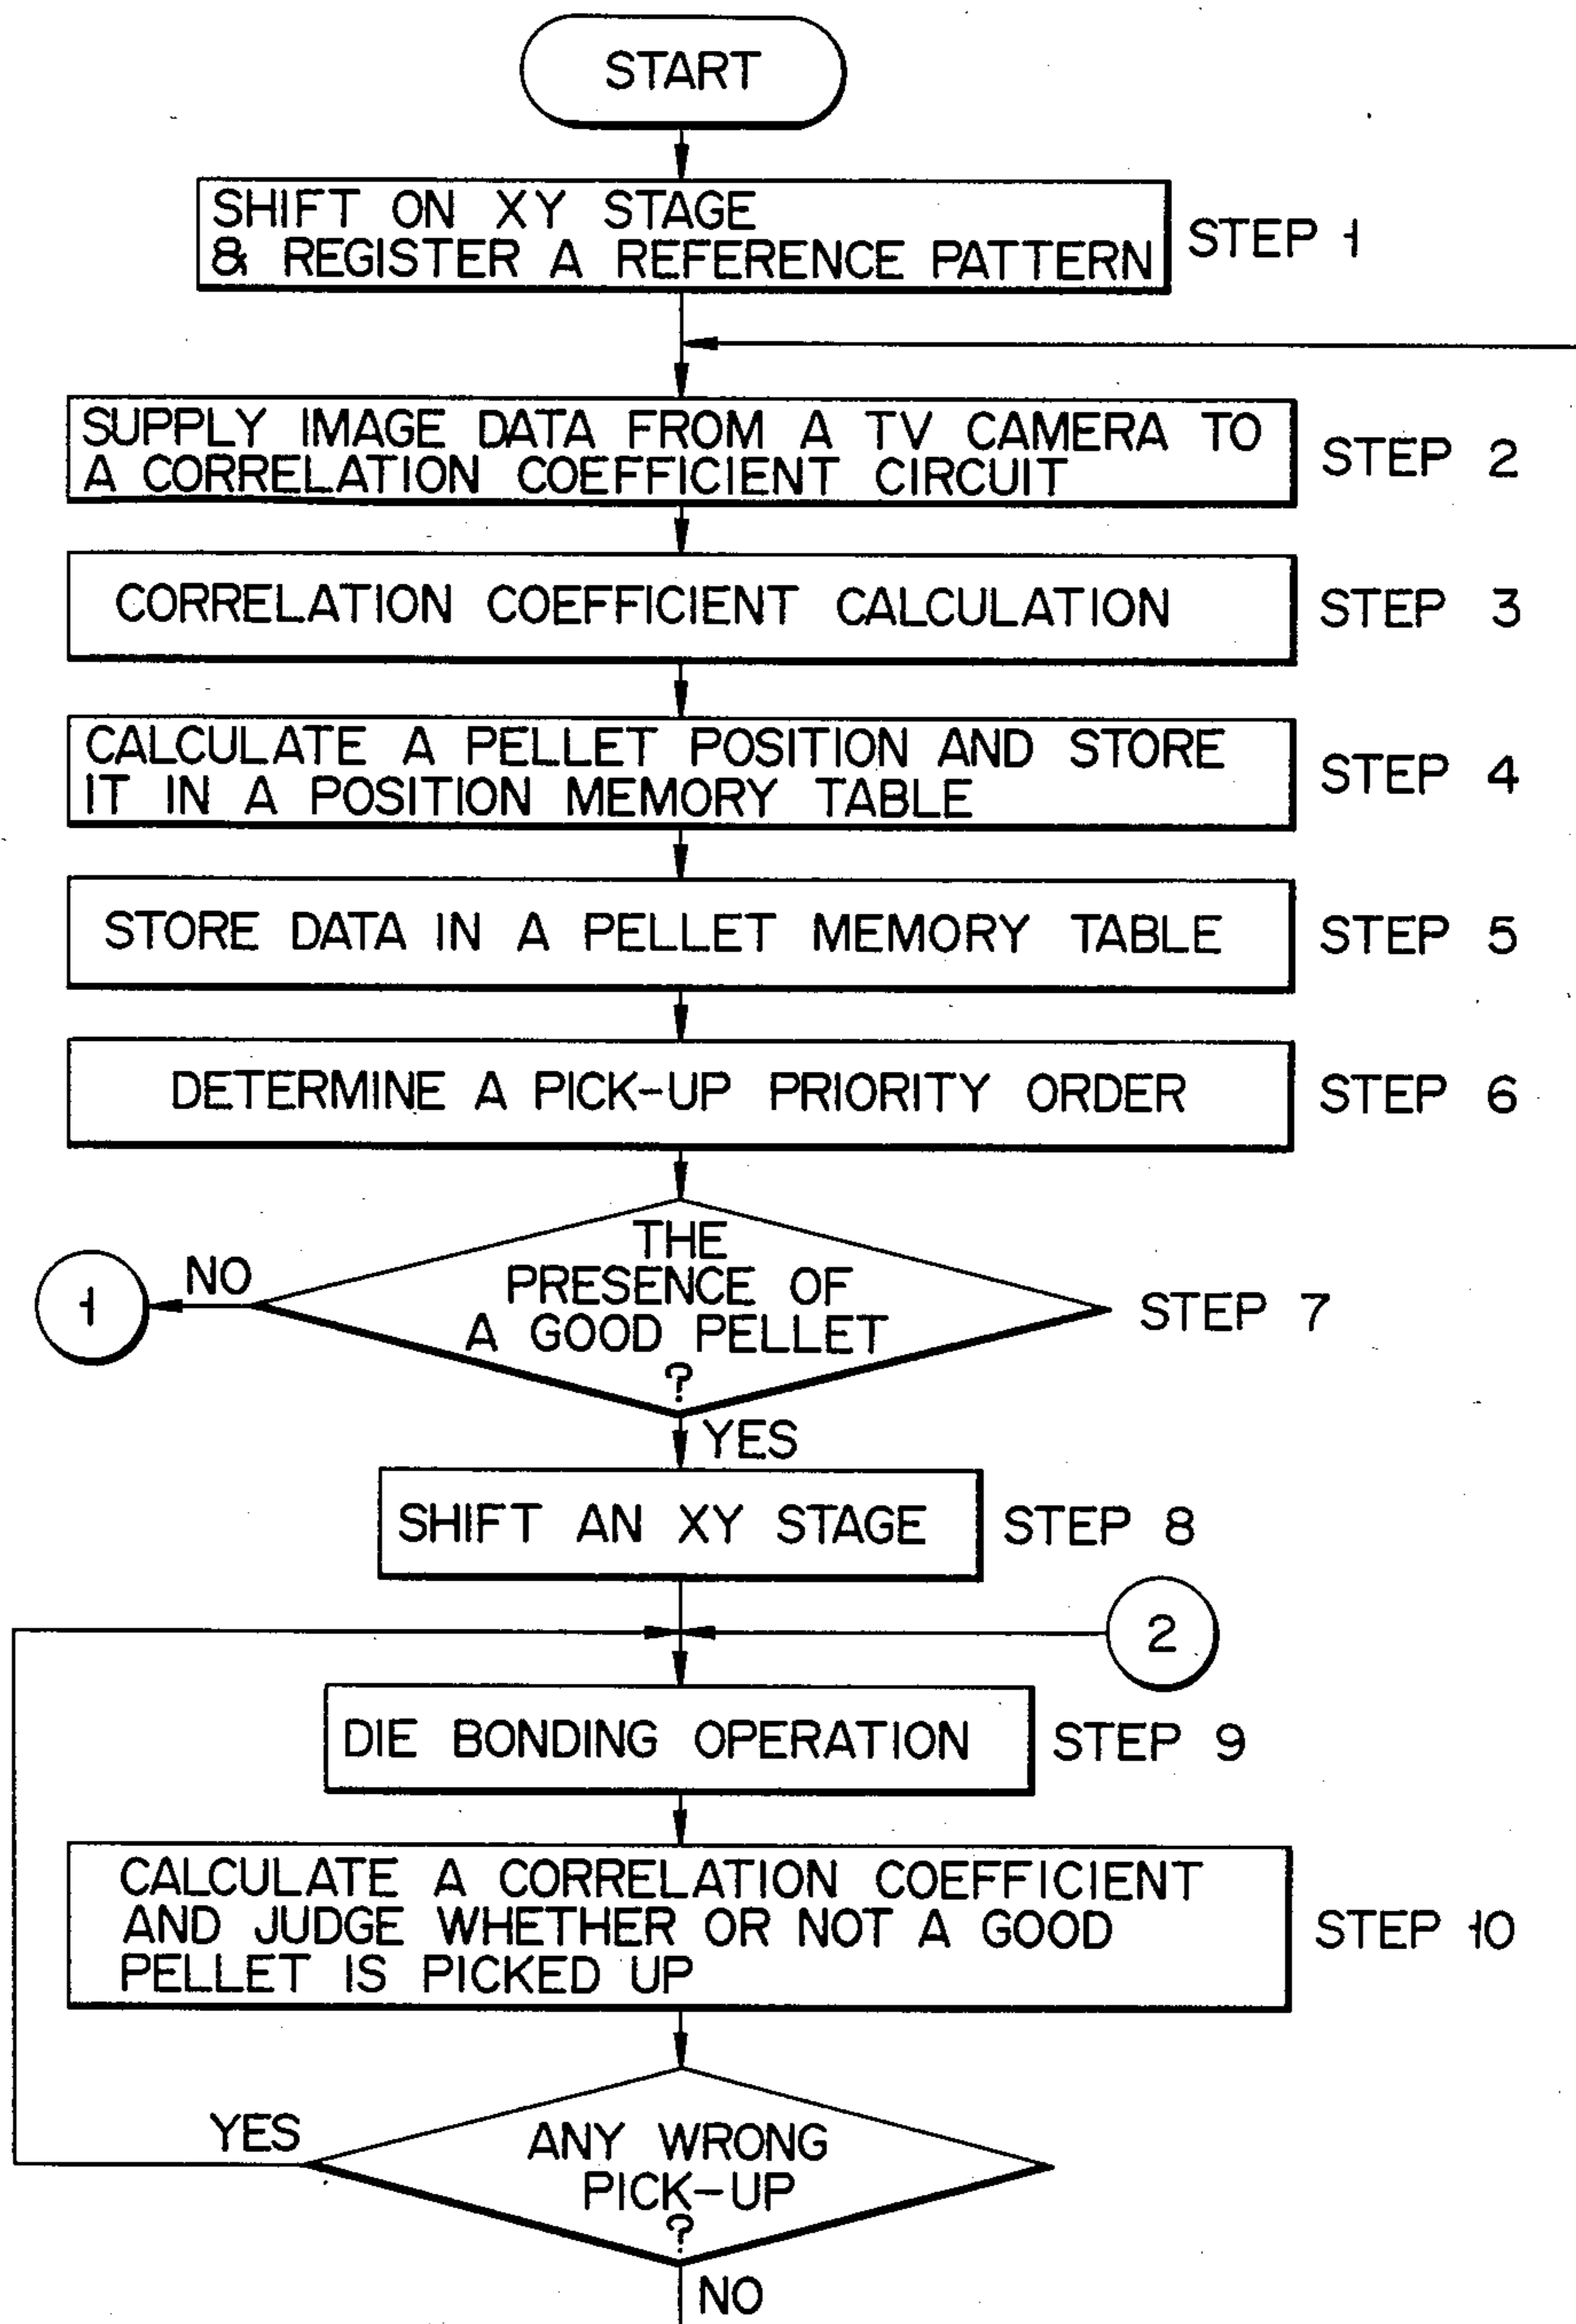 START
SHIFT ON XY STAGE
& REGISTER A REFERENCE PATTERN
STEP 1
SUPPLY IMAGE DATA FROM A TV CAMERA TO
A CORRELATION COEFFICIENT CIRCUIT
STEP 2
CORRELATION COEFFICIENT CALCULATION
STEP 3
CALCULATE A PELLET POSITION AND STORE
IT IN A POSITION MEMORY TABLE
STEP 4
STORE DATA IN A PELLET MEMORY TABLE
STEP 5
DETERMINE A PICK-UP PRIORITY ORDER
STEP 6
1
NO
THE
PRESENCE OF
A GOOD PELLET
?
STEP 7
YES
SHIFT AN XY STAGE
STEP 8
2
DIE BONDING OPERATION
STEP 9
CALCULATE A CORRELATION COEFFICIENT
AND JUDGE WHETHER OR NOT A GOOD
PELLET IS PICKED UP
STEP 10
YES
ANY WRONG
PICK-UP
?
NO